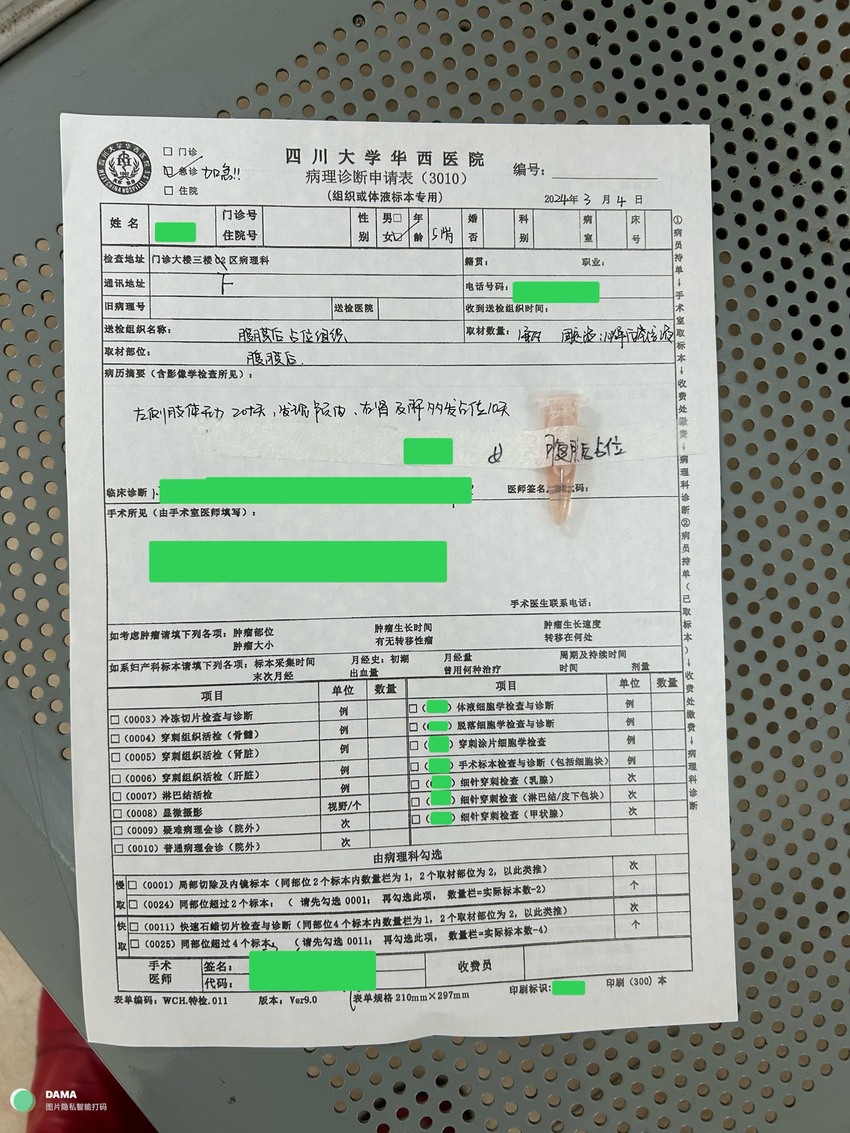 □ 门诊
☑ 急诊 加急!!
□ 住院
四川大学华西医院
病理诊断申请表（3010）
（组织或体液标本专用）
编号：
2024年 3 月 4 日
姓名 门诊号 住院号 性别 男□ 女☑ 年龄 婚否 科别 病室 床号
检查地址 门诊大楼三楼 区病理科 籍贯： 职业：
通讯地址 下 电话号码：
旧病理号 送检医院 收到送检组织时间：
送检组织名称： 腹膜后占位组织 取材数量：
取材部位： 腹膜后
病历摘要（含影像学检查所见）：
左侧肢体无力 20+天，发现 右肾及 多发占位10天
女 腹膜后占位
临床诊断 医师签名 代码：
手术所见（由手术室医师填写）：
手术医生联系电话：
如考虑肿瘤请填下列各项：肿瘤部位 肿瘤生长时间 肿瘤生长速度
肿瘤大小 有无转移性瘤 转移在何处
如系妇产科标本请填下列各项：标本采集时间 月经史：初期 月经量 周期及持续时间
末次月经 出血量 曾用何种治疗 时间 剂量
项目 单位 数量 项目 单位 数量
□（0003）冷冻切片检查与诊断 例 □（ ）体液细胞学检查与诊断 例
□（0004）穿刺组织活检（骨髓） 例 □（ ）脱落细胞学检查与诊断 例
□（0005）穿刺组织活检（肾脏） 例 □（ ）穿刺涂片细胞学检查 例
□（0006）穿刺组织活检（肝脏） 例 □（ ）手术标本检查与诊断（包括细胞块） 例
□（0007）淋巴结活检 例 □（ ）细针穿刺检查（乳腺） 次
□（0008）显微摄影 视野/个 □（ ）细针穿刺检查（淋巴结/皮下包块） 次
□（0009）疑难病理会诊（院外） 次 □（ ）细针穿刺检查（甲状腺） 次
□（0010）普通病理会诊（院外） 次
由病理科勾选
慢取 □（0001）局部切除及内镜标本（同部位2个标本内数量栏为1，2个取材部位为2，以此类推） 次
□（0024）同部位超过2个标本：（ 请先勾选 0001； 再勾选此项， 数量栏=实际标本数-2） 个
快取 □（0011）快速石蜡切片检查与诊断（同部位4个标本内数量栏为1，2个取材部位为2，以此类推） 次
□（0025）同部位超过4个标本： （请先勾选 0011； 再勾选此项， 数量栏=实际标本数-4） 个
手术医师 签名： 代码： 收费员
表单编码：WCH.特检.011 版本：Ver9.0 表单规格 210mm×297mm 印刷标识： 印刷（300）本
①病员持单→手术室取标本→收费处缴费→病理科诊断②病员持单（已取标本）→收费处缴费→病理科诊断
DAMA
图片隐私智能打码